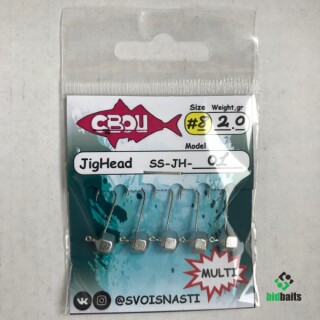 СВОИ
Size Weight,gr
#8 2.0
Model
JigHead SS-JH- 01
MULTI
@SVOISNASTI
bidbaits